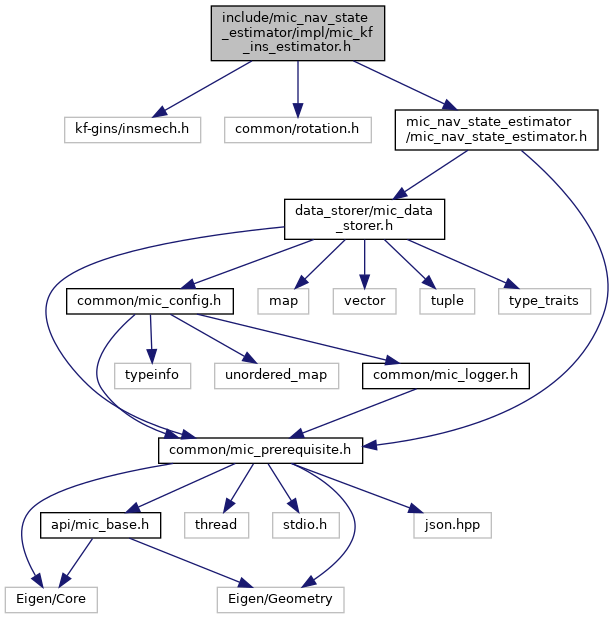 include/mic_nav_state
_estimator/impl/mic_kf
_ins_estimator.h
kf-gins/insmech.h
common/rotation.h
mic_nav_state_estimator
/mic_nav_state_estimator.h
data_storer/mic_data
_storer.h
common/mic_config.h
map
vector
tuple
type_traits
typeinfo
unordered_map
common/mic_logger.h
common/mic_prerequisite.h
api/mic_base.h
thread
stdio.h
json.hpp
Eigen/Core
Eigen/Geometry